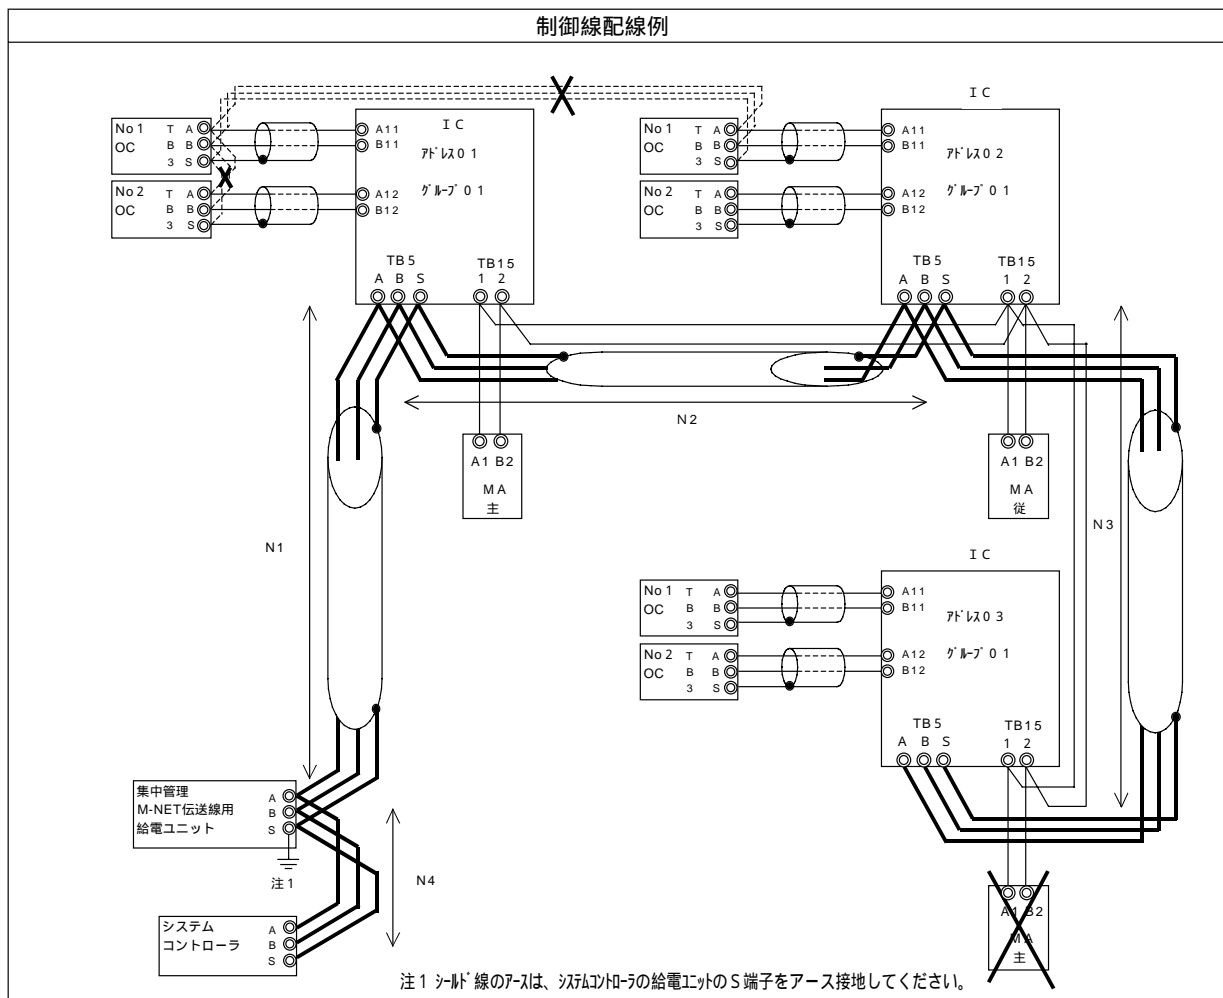 制御線配線例
IC
No1 T A
OC B B
3 S
A11
B11
IC
アドレス01
グループ01
No1 T A
OC B B
3 S
A11
B11
アドレス02
グループ01
No2 T A
OC B B
3 S
A12
B12
No2 T A
OC B B
3 S
A12
B12
TB5 TB15
A B S 1 2
TB5 TB15
A B S 1 2
N2
A1 B2
MA
主
A1 B2
MA
従
N1
N3
IC
No1 T A
OC B B
3 S
A11
B11
アドレス03
グループ01
No2 T A
OC B B
3 S
A12
B12
TB5 TB15
A B S 1 2
集中管理
M-NET伝送線用
給電ユニット
A
B
S
注1
N4
システム
コントローラ
A
B
S
A1 B2
MA
主
注1 シールド線のアースは、システムコントローラの給電ユニットのS端子をアース接地してください。